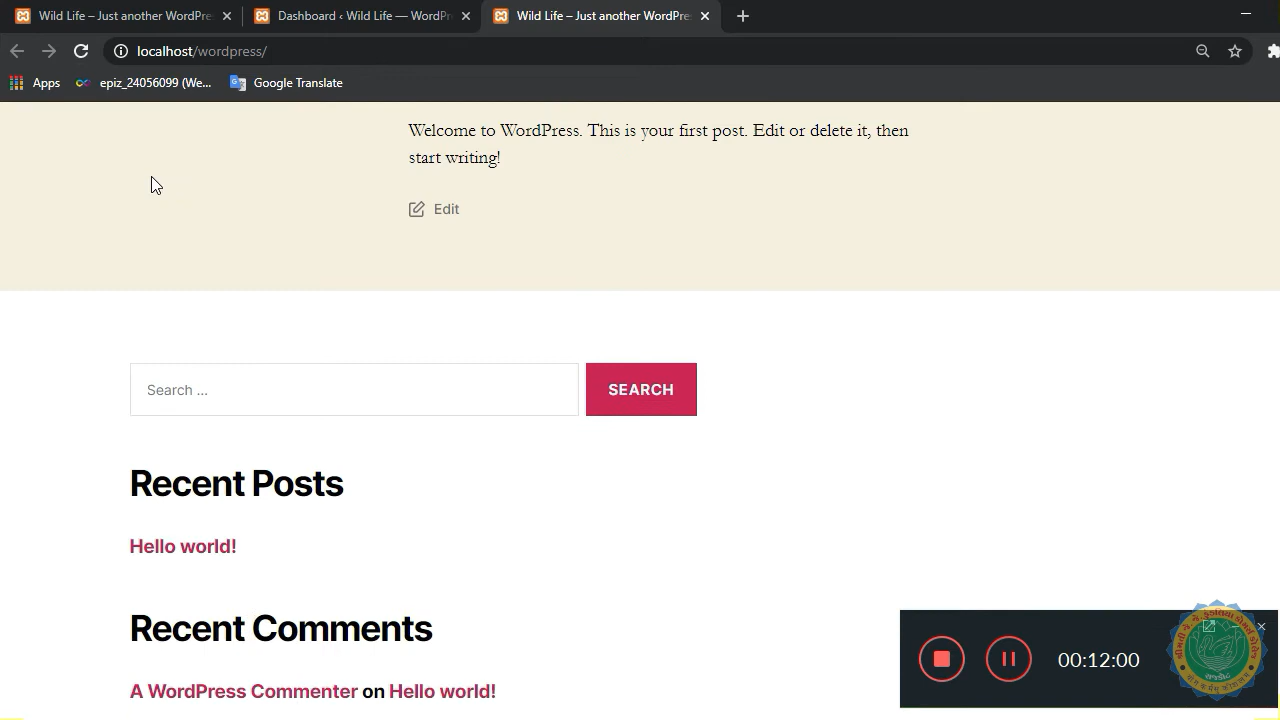 Wild Life – Just another WordPre
Dashboard ‹ Wild Life — WordPr
Wild Life – Just another WordPres
localhost/wordpress/
Apps
epiz_24056099 (We...
Google Translate
Welcome to WordPress. This is your first post. Edit or delete it, then
start writing!
Edit
Search ...
SEARCH
Recent Posts
Hello world!
Recent Comments
A WordPress Commenter on Hello world!
00:12:00